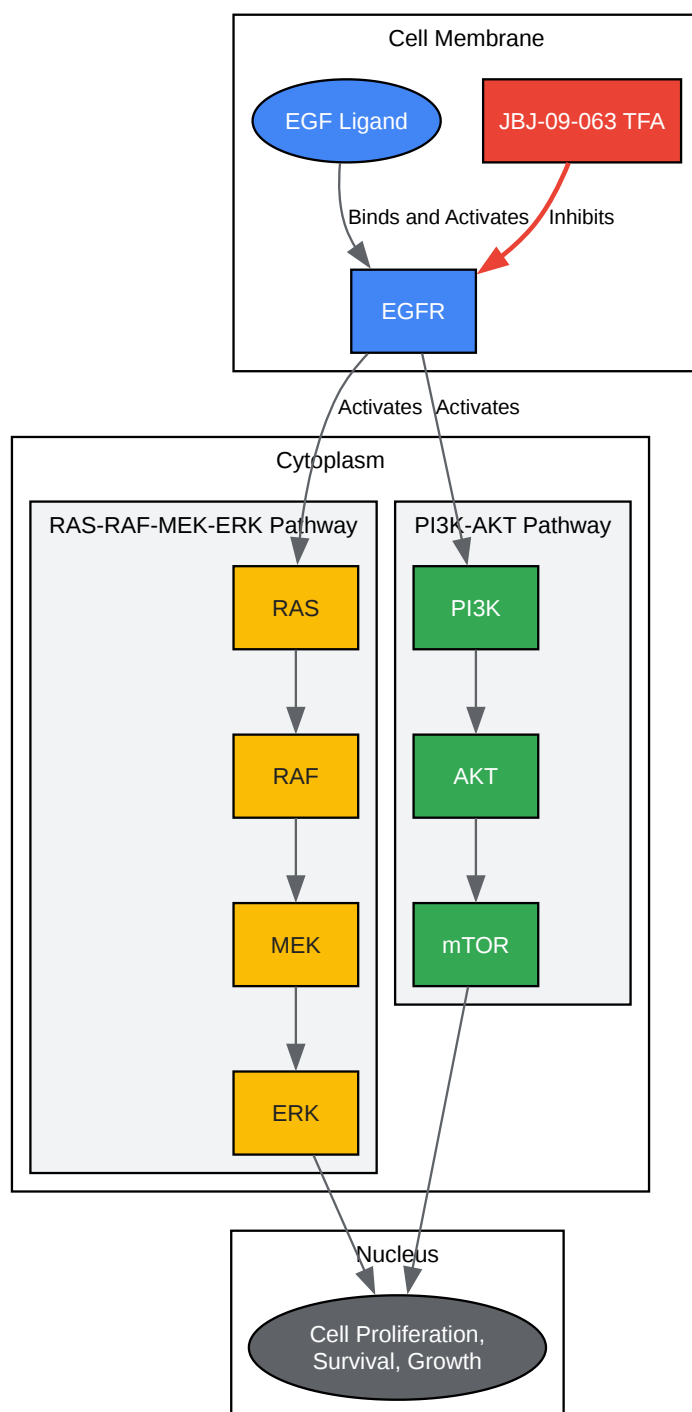 Cell Membrane
EGF Ligand
JBJ-09-063 TFA
Binds and Activates
Inhibits
EGFR
Activates
Activates
Cytoplasm
RAS-RAF-MEK-ERK Pathway
PI3K-AKT Pathway
RAS
PI3K
RAF
AKT
MEK
mTOR
ERK
Nucleus
Cell Proliferation,
Survival, Growth